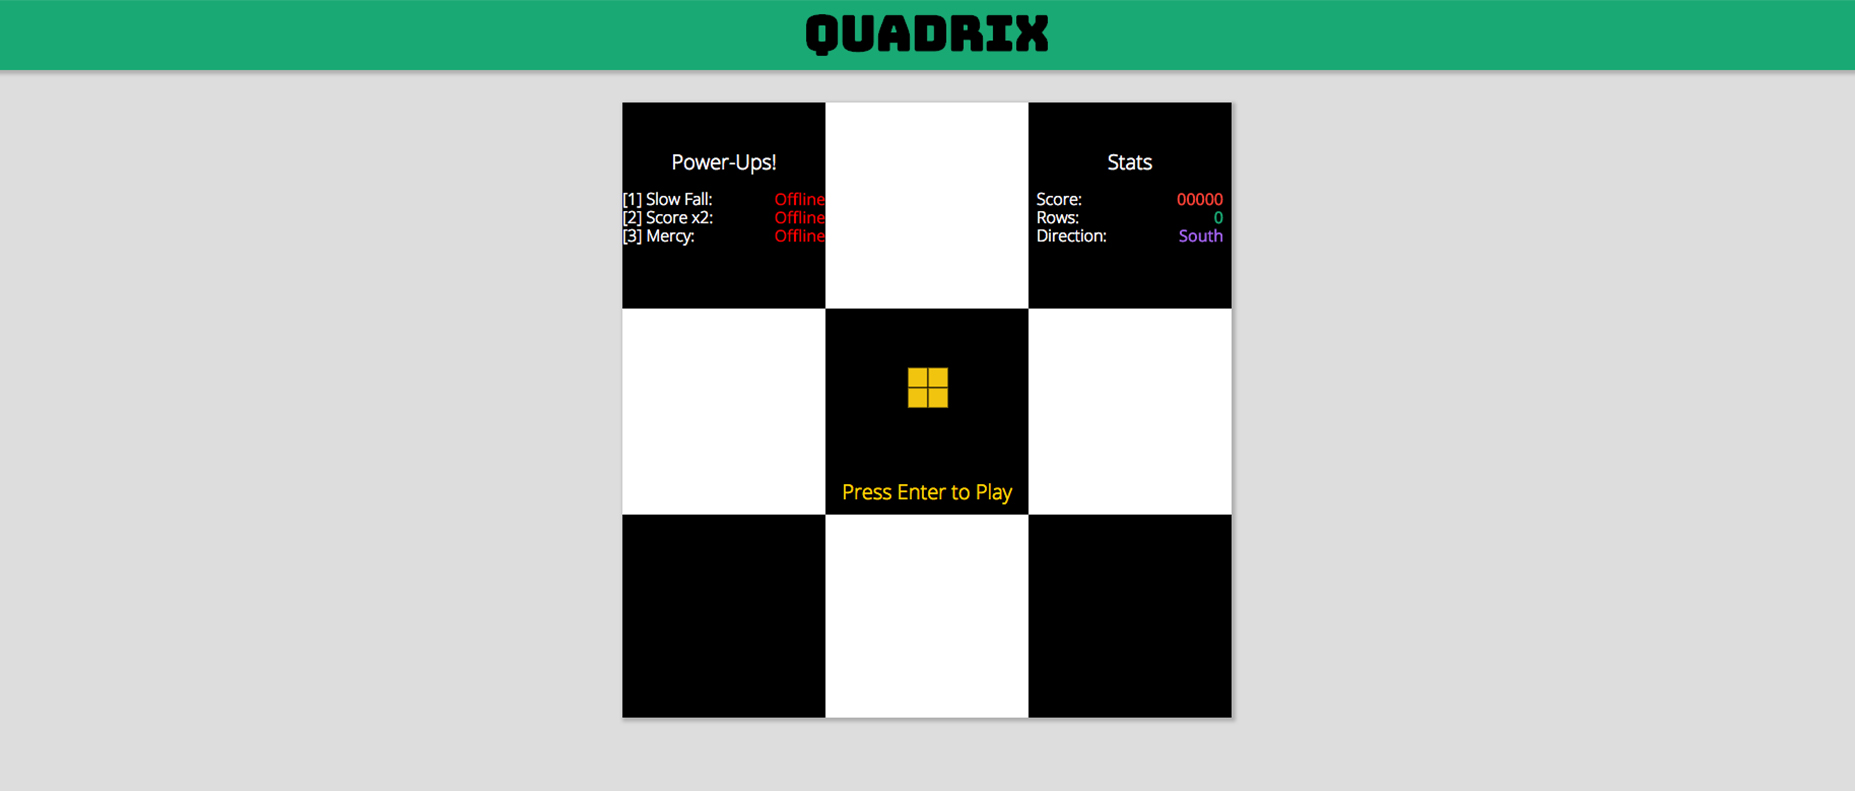 QUADRIX
Power-Ups!
[1] Slow Fall: Offline
[2] Score x2: Offline
[3] Mercy: Offline
Stats
Score: 00000
Rows: 0
Direction: South
Press Enter to Play